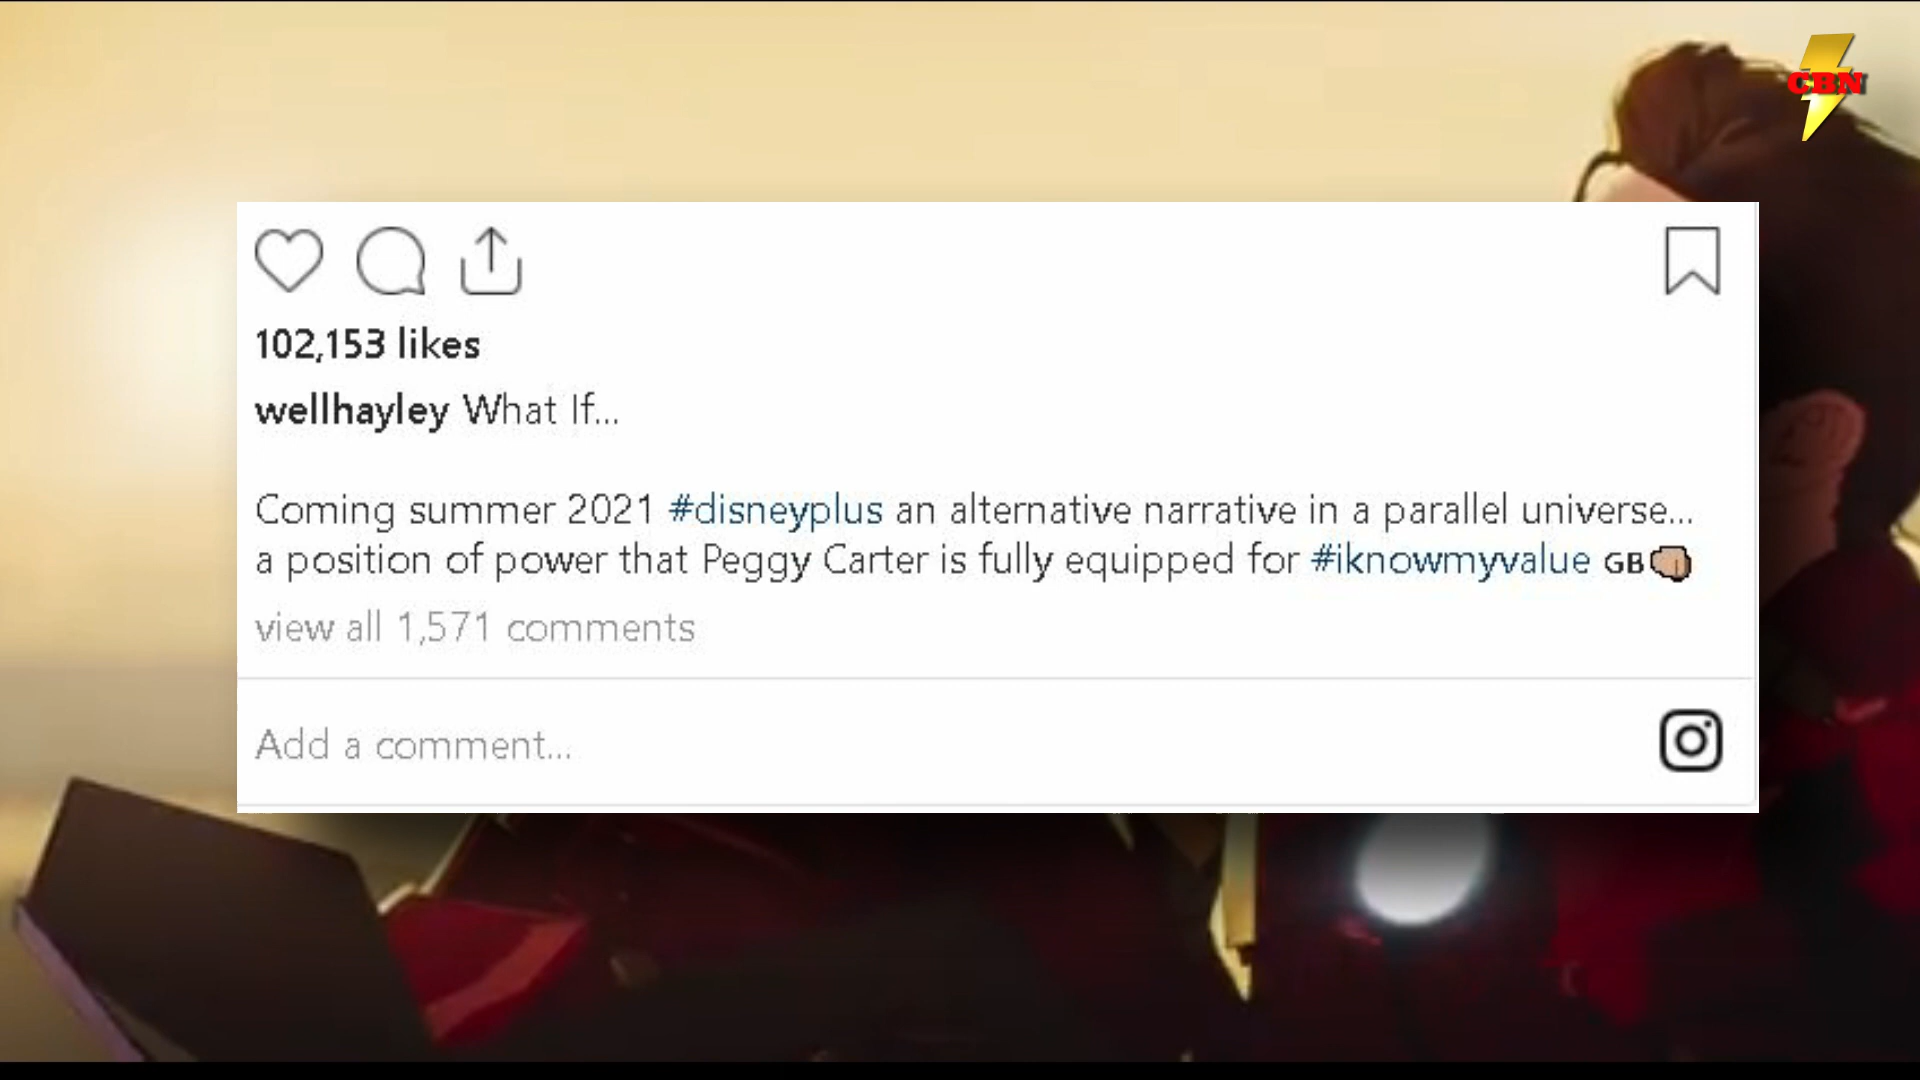 CBN
102,153 likes
wellhayley What If...
Coming summer 2021 #disneyplus an alternative narrative in a parallel universe...
a position of power that Peggy Carter is fully equipped for #iknowmyvalue GB👊🏼
view all 1,571 comments
Add a comment...